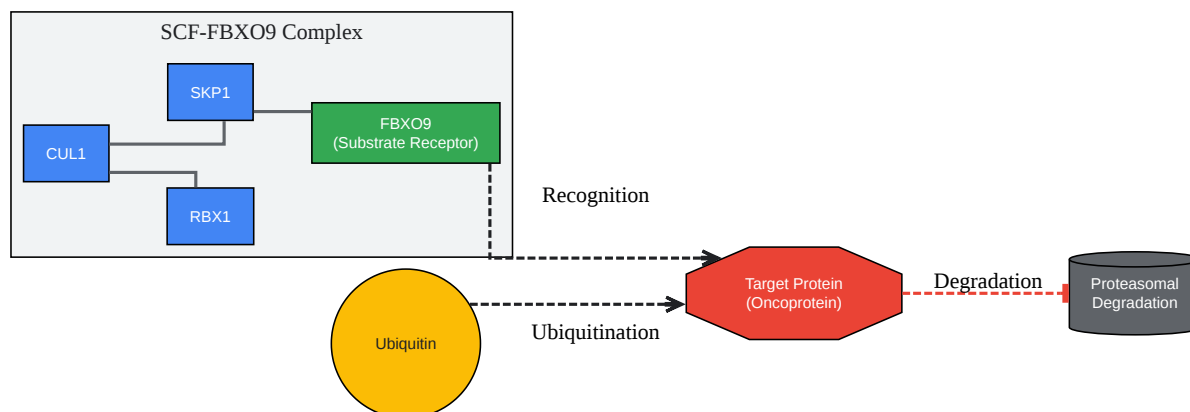 SCF-FBXO9 Complex
SKP1
FBXO9
(Substrate Receptor)
CUL1
RBX1
Recognition
Target Protein
(Oncoprotein)
Degradation
Proteasomal
Degradation
Ubiquitination
Ubiquitin